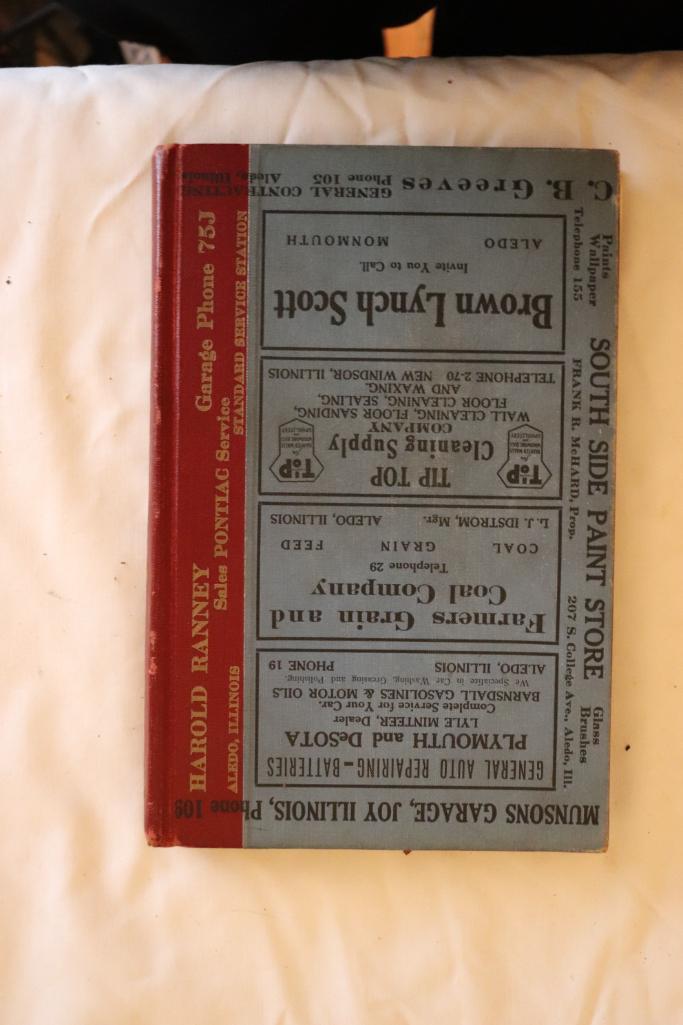 MUNSONS GARAGE, JOY ILLINOIS, Phone 109
GENERAL AUTO REPAIRING—BATTERIES
PLYMOUTH and DeSOTA
LYLE MINTEER, Dealer
Complete Service for Your Car.
BARNSDALL GASOLINES & MOTOR OILS
We Specialize in Car Washing, Greasing and Polishing
ALEDO, ILLINOIS PHONE 19
Farmers Grain and
Coal Company
Telephone 29
COAL GRAIN FEED
L. J. IDSTROM, Mgr. ALEDO, ILLINOIS
TIP TOP
Cleaning Supply
COMPANY
WALL CLEANING, FLOOR SANDING,
FLOOR CLEANING, SEALING,
AND WAXING.
TELEPHONE 2-70 NEW WINDSOR, ILLINOIS
TiP
ToP
TiP
ToP
Brown Lynch Scott
Invite You to Call.
ALEDO MONMOUTH
C. B. Greeves GENERAL CONTRACTING
Phone 105 Aledo, Illinois
HAROLD RANNEY Garage Phone 75J
Sales PONTIAC Service
ALEDO, ILLINOIS STANDARD SERVICE STATION
Paints
Wallpaper
Telephone 155
SOUTH SIDE PAINT STORE
FRANK R. McHARD, Prop.
Glass
Brushes
207 S. College Ave., Aledo, Ill.